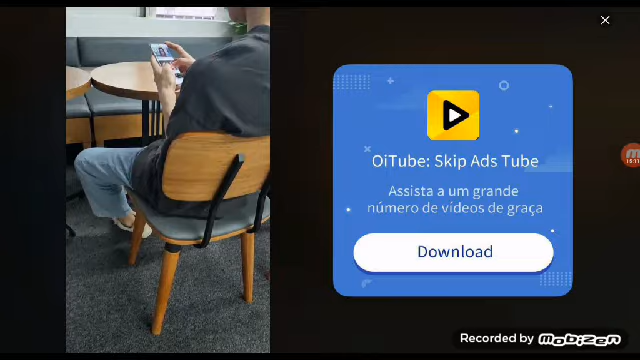 OiTube: Skip Ads Tube
Assista a um grande
número de vídeos de graça
Download
Recorded by mobizen